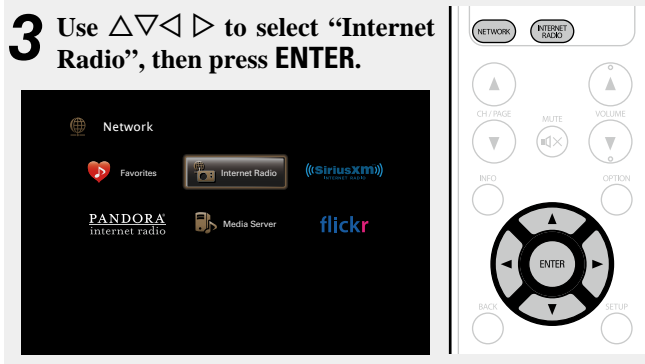 3 Use △▽◁ ▷ to select “Internet
Radio”, then press ENTER.
Network
Favorites
Internet Radio
((SiriusXM))
INTERNET RADIO
PANDORA®
internet radio
Media Server
flickr
NETWORK
INTERNET
RADIO
CH / PAGE
MUTE
VOLUME
INFO
OPTION
ENTER
BACK
SETUP